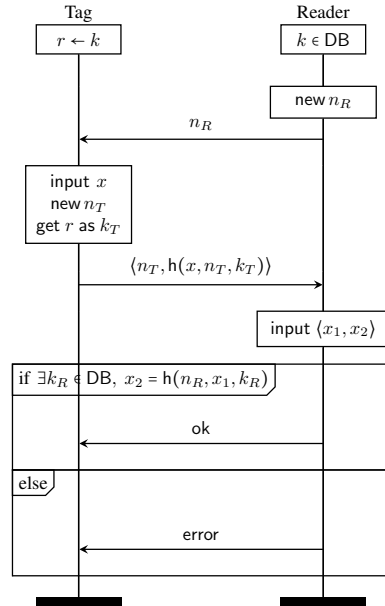 Tag Reader
r ← k k ∈ DB
new n_R
n_R
input x
new n_T
get r as k_T
⟨n_T, h(x, n_T, k_T)⟩
input ⟨x_1, x_2⟩
if ∃k_R ∈ DB, x_2 = h(n_R, x_1, k_R)
ok
else
error